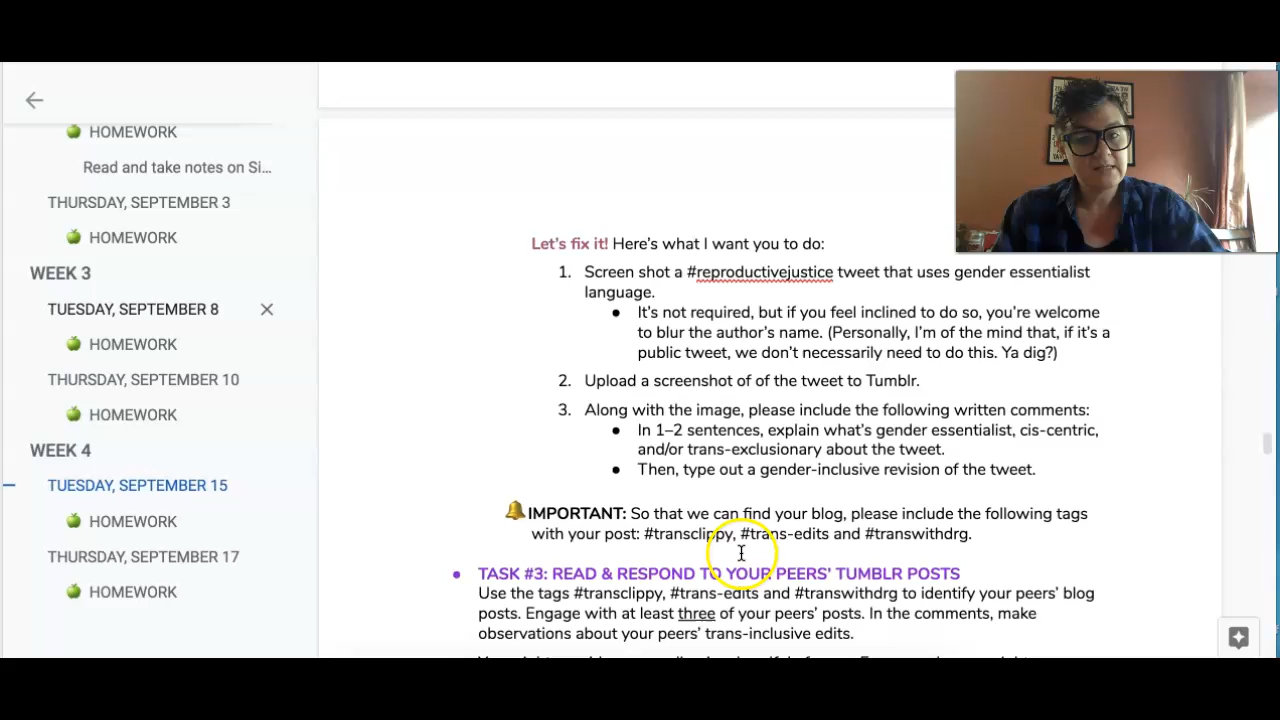 HOMEWORK
Read and take notes on Si...
THURSDAY, SEPTEMBER 3
HOMEWORK
WEEK 3
TUESDAY, SEPTEMBER 8
HOMEWORK
THURSDAY, SEPTEMBER 10
HOMEWORK
WEEK 4
TUESDAY, SEPTEMBER 15
HOMEWORK
THURSDAY, SEPTEMBER 17
HOMEWORK
Let's fix it! Here's what I want you to do:
1. Screen shot a #reproductivejustice tweet that uses gender essentialist
language.
● It's not required, but if you feel inclined to do so, you're welcome
to blur the author's name. (Personally, I'm of the mind that, if it's a
public tweet, we don't necessarily need to do this. Ya dig?)
2. Upload a screenshot of of the tweet to Tumblr.
3. Along with the image, please include the following written comments:
● In 1–2 sentences, explain what's gender essentialist, cis-centric,
and/or trans-exclusionary about the tweet.
● Then, type out a gender-inclusive revision of the tweet.
IMPORTANT: So that we can find your blog, please include the following tags
with your post: #transclippy, #trans-edits and #transwithdrg.
● TASK #3: READ & RESPOND TO YOUR PEERS' TUMBLR POSTS
Use the tags #transclippy, #trans-edits and #transwithdrg to identify your peers' blog
posts. Engage with at least three of your peers' posts. In the comments, make
observations about your peers' trans-inclusive edits.